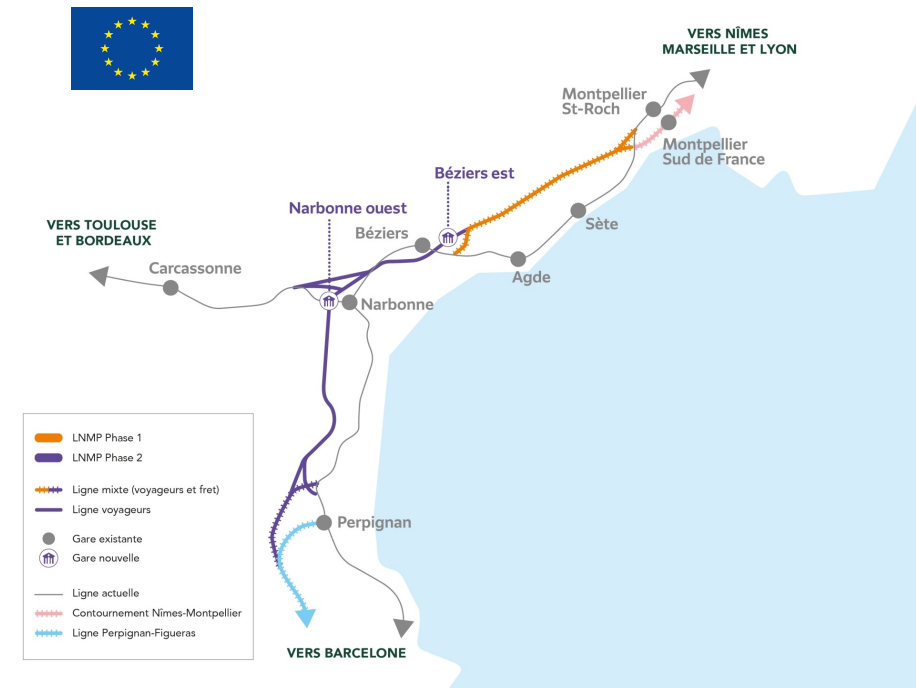 VERS NÎMES
MARSEILLE ET LYON
Montpellier
St-Roch
Montpellier
Sud de France
Béziers est
Narbonne ouest
Sète
VERS TOULOUSE
ET BORDEAUX
Béziers
Agde
Carcassonne
Narbonne
LNMP Phase 1
LNMP Phase 2
Ligne mixte (voyageurs et fret)
Ligne voyageurs
Gare existante
Gare nouvelle
Ligne actuelle
Contournement Nîmes-Montpellier
Ligne Perpignan-Figueras
Perpignan
VERS BARCELONE